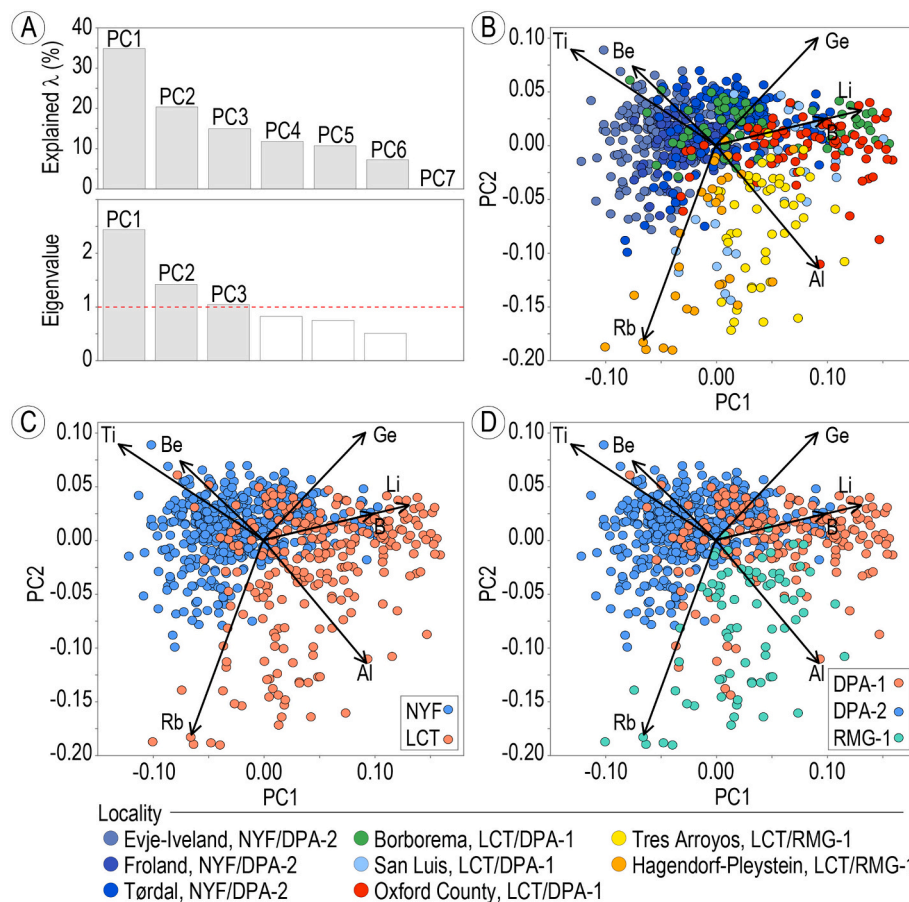 A
Explained λ (%)
40
30
20
10
0
PC1
PC2
PC3
PC4
PC5
PC6
PC7
Eigenvalue
2
1
0
PC1
PC2
PC3
B
PC2
0.10
0.05
0.00
-0.05
-0.10
-0.15
-0.20
Ti
Be
Ge
Li
B
Al
Rb
-0.10 0.00 0.10
PC1
C
PC2
0.10
0.05
0.00
-0.05
-0.10
-0.15
-0.20
Ti
Be
Ge
Li
B
Al
Rb
NYF
LCT
-0.10 0.00 0.10
PC1
D
PC2
0.10
0.05
0.00
-0.05
-0.10
-0.15
-0.20
Ti
Be
Ge
Li
B
Al
Rb
DPA-1
DPA-2
RMG-1
-0.10 0.00 0.10
PC1
Locality
Evje-Iveland, NYF/DPA-2 Borborema, LCT/DPA-1 Tres Arroyos, LCT/RMG-1
Froland, NYF/DPA-2 San Luis, LCT/DPA-1 Hagendorf-Pleystein, LCT/RMG-1
Tørdal, NYF/DPA-2 Oxford County, LCT/DPA-1